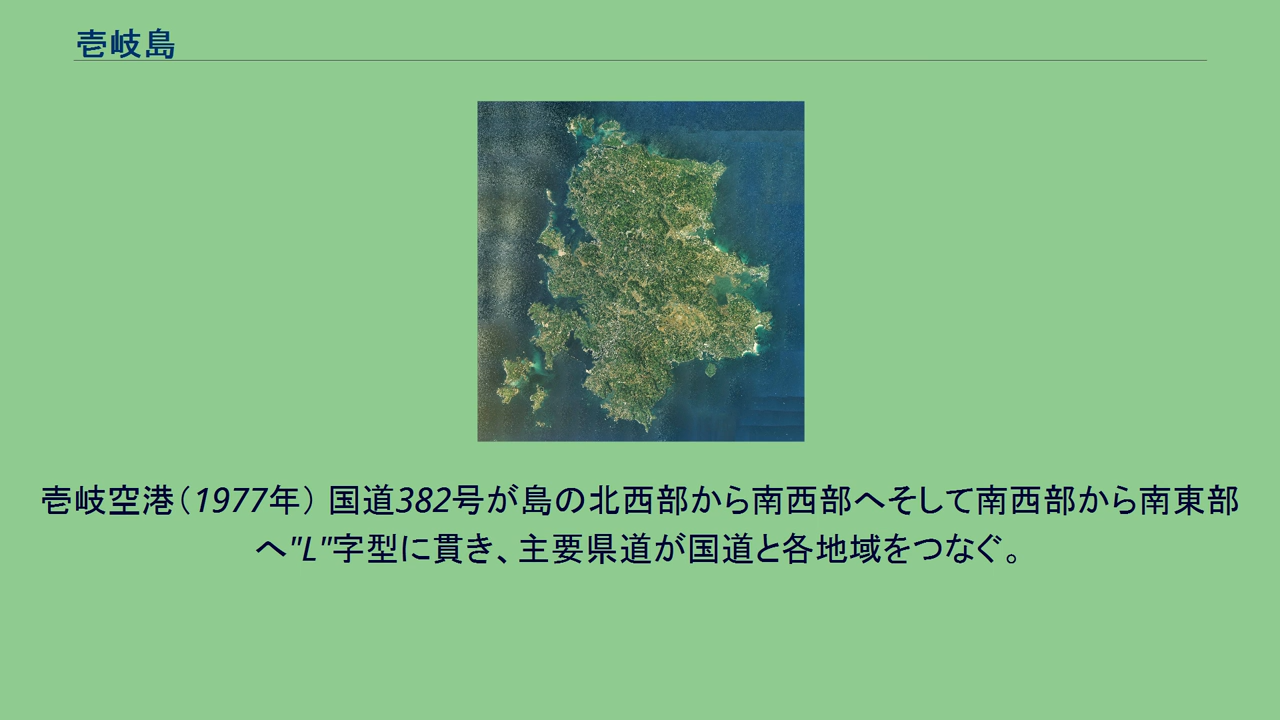 壱岐島
壱岐空港（1977年） 国道382号が島の北西部から南西部へそして南西部から南東部
へ"L"字型に貫き、主要県道が国道と各地域をつなぐ。